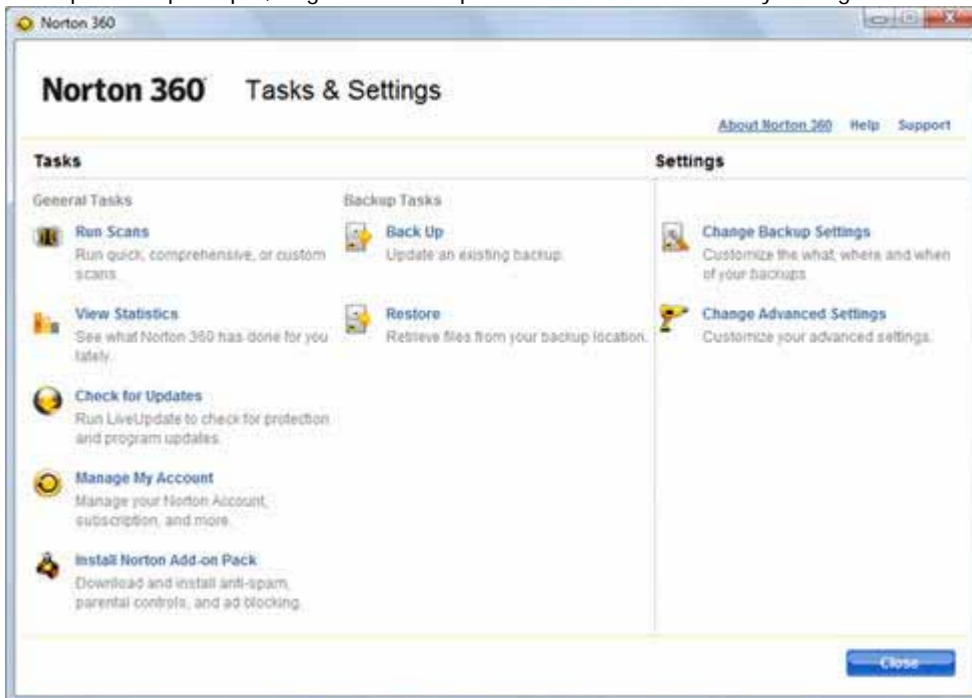 Norton 360
Norton 360 Tasks & Settings
About Norton 360 Help Support
Tasks
General Tasks
Run Scans
Run quick, comprehensive, or custom
scans.
View Statistics
See what Norton 360 has done for you
lately.
Check for Updates
Run LiveUpdate to check for protection
and program updates.
Manage My Account
Manage your Norton Account,
subscription, and more.
Install Norton Add-on Pack
Download and install anti-spam,
parental controls, and ad blocking.
Backup Tasks
Back Up
Update an existing backup.
Restore
Retrieve files from your backup location.
Settings
Change Backup Settings
Customize the what, where and when
of your backups.
Change Advanced Settings
Customize your advanced settings.
Close